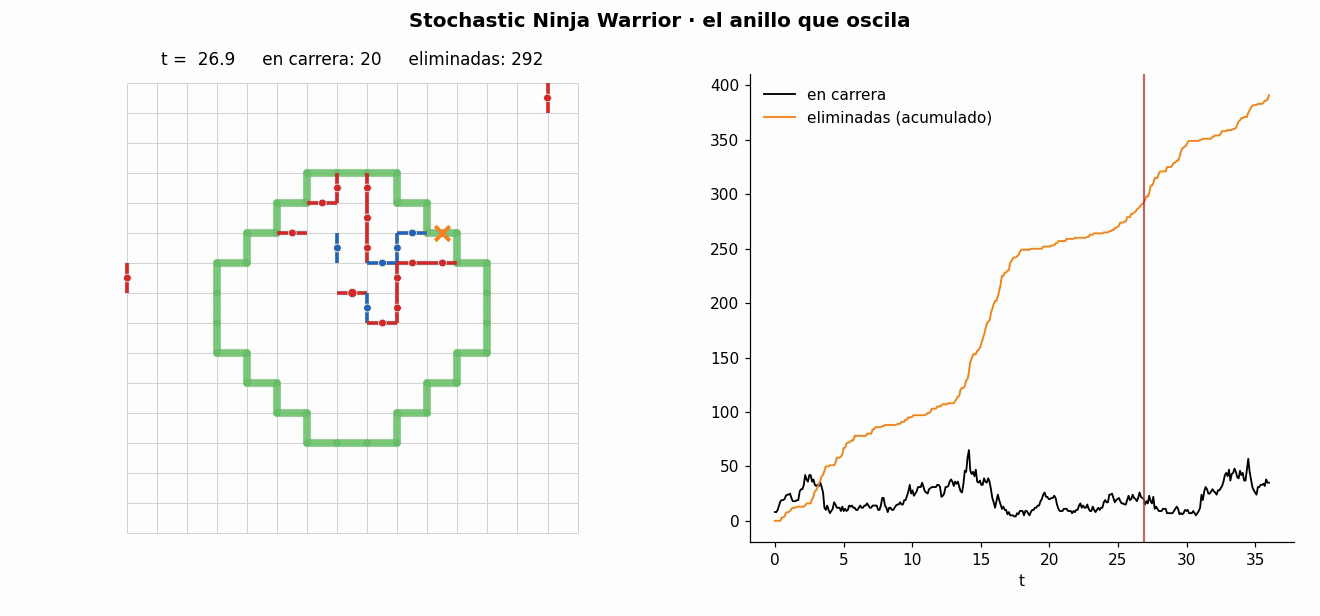 Stochastic Ninja Warrior · el anillo que oscila
t = 26.9 en carrera: 20 eliminadas: 292
en carrera
eliminadas (acumulado)
400
350
300
250
200
150
100
50
0
0 5 10 15 20 25 30 35
t